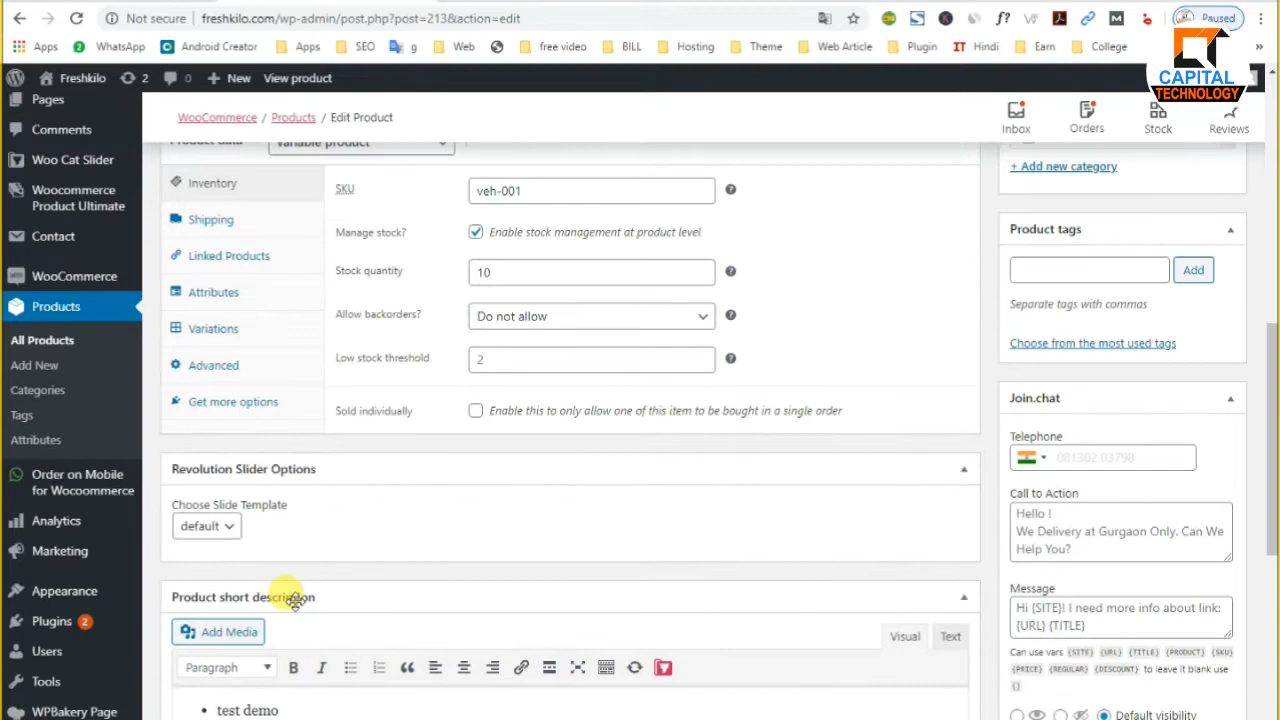 Not secure
freshkilo.com/wp-admin/post.php?post=213&action=edit
Paused
Apps
WhatsApp
Android Creator
Apps
SEO
g
Web
free video
BILL
Hosting
Theme
Web Article
Plugin
IT Hindi
Earn
College
»
Freshkilo
2
0
New
View product
CAPITAL
TECHNOLOGY
WooCommerce / Products / Edit Product
Inbox
Orders
Stock
Reviews
Pages
Comments
Woo Cat Slider
Woocommerce
Product Ultimate
Contact
WooCommerce
Products
All Products
Add New
Categories
Tags
Attributes
Order on Mobile
for Wocoommerce
Analytics
Marketing
Appearance
Plugins 2
Users
Tools
WPBakery Page
Product data
Variable product
Inventory
Shipping
Linked Products
Attributes
Variations
Advanced
Get more options
SKU
veh-001
Manage stock?
Enable stock management at product level
Stock quantity
10
Allow backorders?
Do not allow
Low stock threshold
2
Sold individually
Enable this to only allow one of this item to be bought in a single order
Revolution Slider Options
Choose Slide Template
default
Product short description
Add Media
Visual
Text
Paragraph
B
I
• test demo
+ Add new category
Product tags
Add
Separate tags with commas
Choose from the most used tags
Join.chat
Telephone
081302 03798
Call to Action
Hello !
We Delivery at Gurgaon Only. Can We
Help You?
Message
Hi {SITE}! I need more info about link:
{URL} {TITLE}
Can use vars {SITE} {URL} {TITLE} {PRODUCT} {SKU}
{PRICE} {REGULAR} {DISCOUNT} to leave it blank use
{}
Default visibility